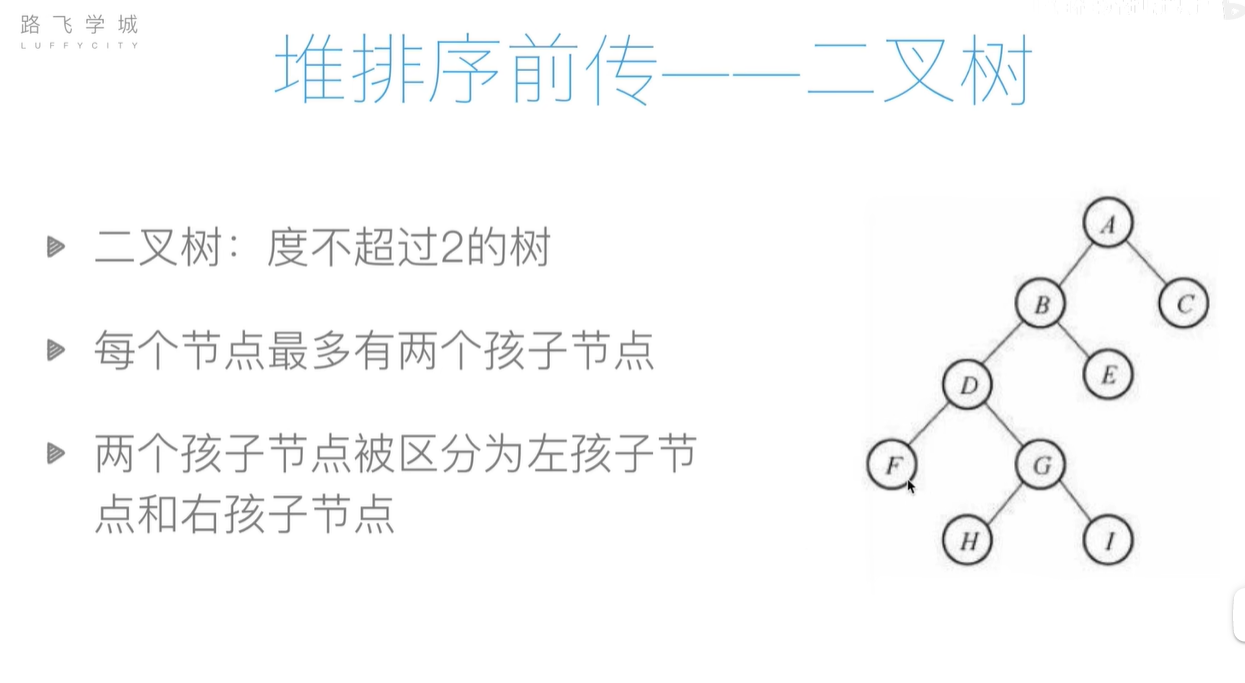 路飞学城
LUFFYCITY
堆排序前传——二叉树
二叉树：度不超过2的树
每个节点最多有两个孩子节点
两个孩子节点被区分为左孩子节
点和右孩子节点
A
B
C
D
E
F
G
H
I